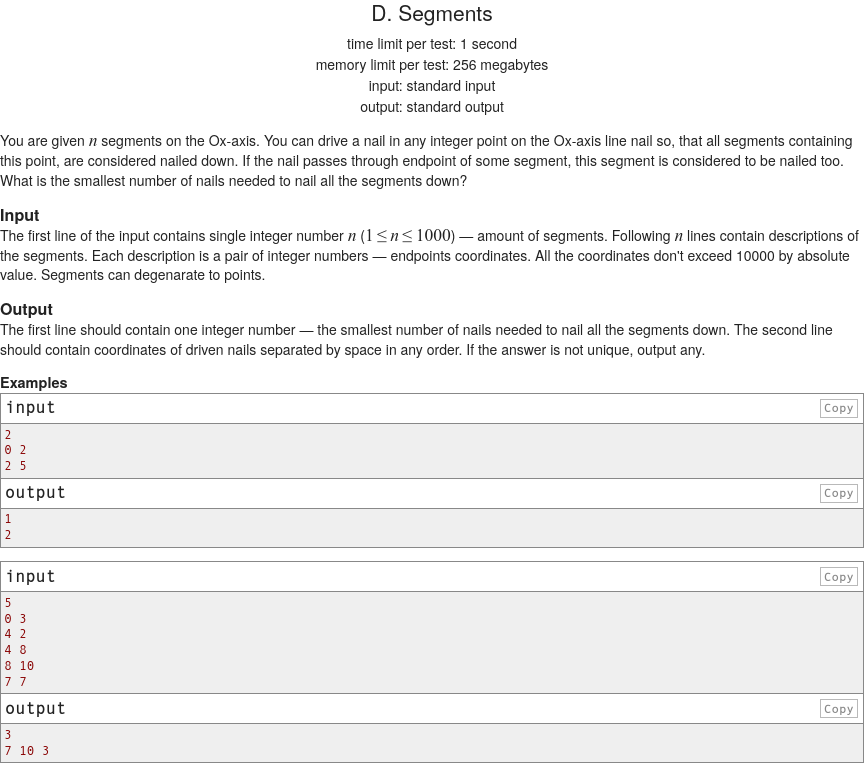 D. Segments
time limit per test: 1 second
memory limit per test: 256 megabytes
input: standard input
output: standard output
You are given n segments on the Ox-axis. You can drive a nail in any integer point on the Ox-axis line nail so, that all segments containing
this point, are considered nailed down. If the nail passes through endpoint of some segment, this segment is considered to be nailed too.
What is the smallest number of nails needed to nail all the segments down?
Input
The first line of the input contains single integer number n (1 ≤ n ≤ 1000) — amount of segments. Following n lines contain descriptions of
the segments. Each description is a pair of integer numbers — endpoints coordinates. All the coordinates don't exceed 10000 by absolute
value. Segments can degenarate to points.
Output
The first line should contain one integer number — the smallest number of nails needed to nail all the segments down. The second line
should contain coordinates of driven nails separated by space in any order. If the answer is not unique, output any.
Examples
input Copy
2
0 2
2 5
output Copy
1
2
input Copy
5
0 3
4 2
4 8
8 10
7 7
output Copy
3
7 10 3